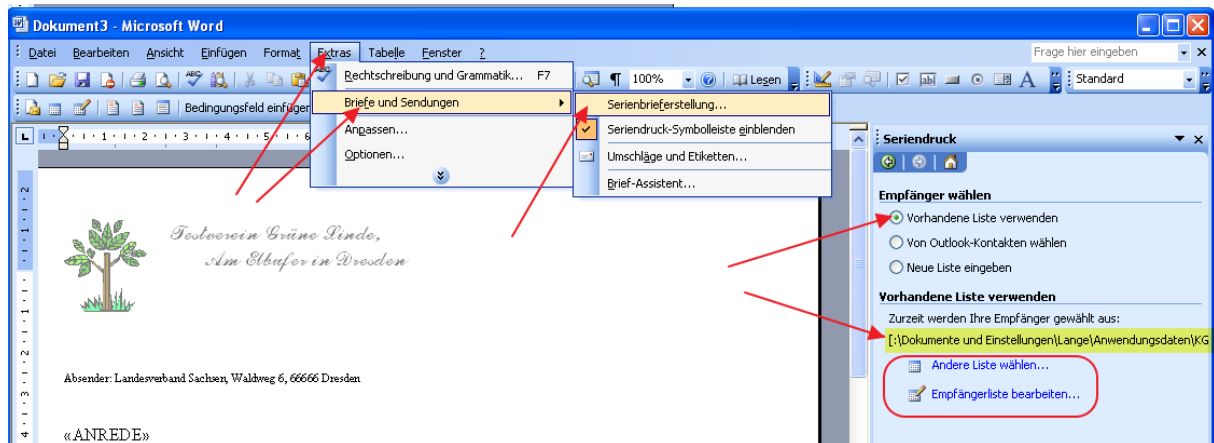 Dokument3 - Microsoft Word
Datei Bearbeiten Ansicht Einfügen Format Extras Tabelle Fenster ? Frage hier eingeben
Rechtschreibung und Grammatik... F7
100% Lesen Standard
Bedingungsfeld einfügen
Briefe und Sendungen
Anpassen...
Optionen...
Serienbrieferstellung...
Seriendruck-Symbolleiste einblenden
Umschläge und Etiketten...
Brief-Assistent...
Seriendruck
Empfänger wählen
Vorhandene Liste verwenden
Von Outlook-Kontakten wählen
Neue Liste eingeben
Vorhandene Liste verwenden
Zurzeit werden Ihre Empfänger gewählt aus:
[:\Dokumente und Einstellungen\Lange\Anwendungsdaten\KG
Andere Liste wählen...
Empfängerliste bearbeiten...
Testverein Grüne Linde,
Am Elbufer in Dresden
Absender: Landesverband Sachsen, Waldweg 6, 66666 Dresden
«ANREDE»